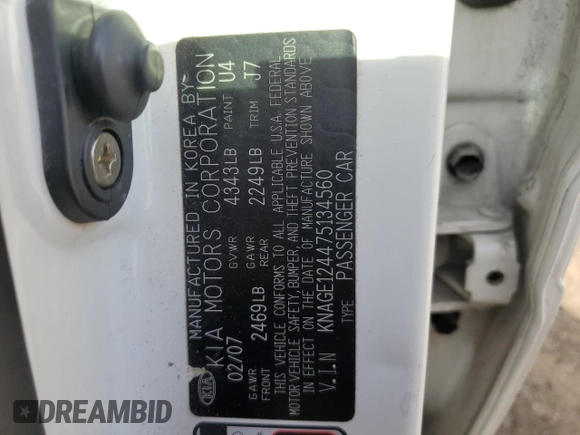 MANUFACTURED IN KOREA BY
KIA MOTORS CORPORATION
02/07 GVWR 4343LB PAINT U4
GAWR FRONT 2469LB GAWR REAR 2249LB TRIM J7
THIS VEHICLE CONFORMS TO ALL APPLICABLE U.S.A. FEDERAL
MOTOR VEHICLE SAFETY, BUMPER, AND THEFT PREVENTION STANDARDS
IN EFFECT ON THE DATE OF MANUFACTURE SHOWN ABOVE
V.I.N KNAGE124475134560
TYPE PASSENGER CAR
KIA
DREAMBID